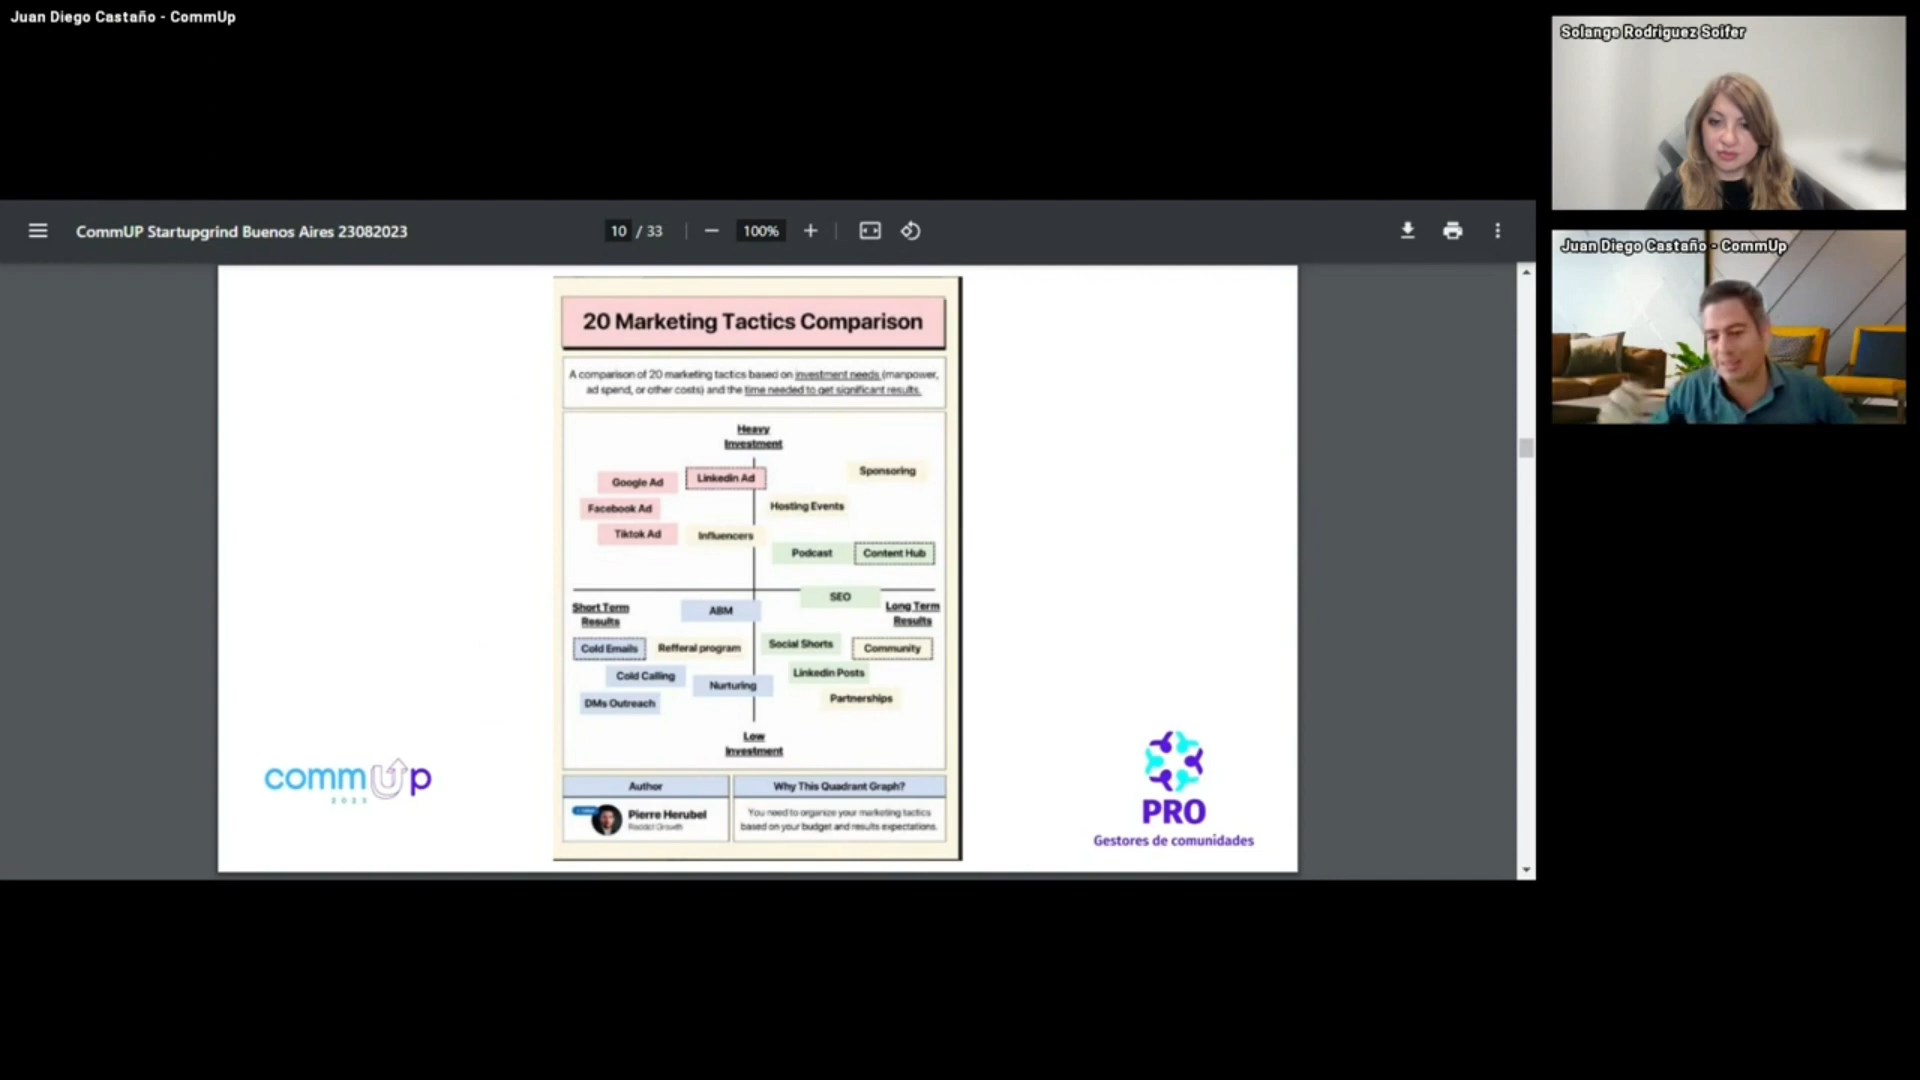 Juan Diego Castaño - CommUp
Solange Rodriguez Soifer
Juan Diego Castaño - CommUp
CommUP Startupgrind Buenos Aires 23082023
10 / 33
100%
20 Marketing Tactics Comparison
A comparison of 20 marketing tactics based on investment needs (manpower,
ad spend, or other costs) and the time needed to get significant results.
Heavy
Investment
Sponsoring
Linkedin Ad
Google Ad
Hosting Events
Facebook Ad
Tiktok Ad
Influencers
Podcast
Content Hub
SEO
Short Term
Results
ABM
Long Term
Results
Social Shorts
Cold Emails
Refferal program
Community
Linkedin Posts
Cold Calling
Nurturing
Partnerships
DMs Outreach
Low
Investment
Author
Why This Quadrant Graph?
Pierre Herubel
Growth
You need to organize your marketing tactics
based on your budget and results expectations.
commUp
2023
PRO
Gestores de comunidades